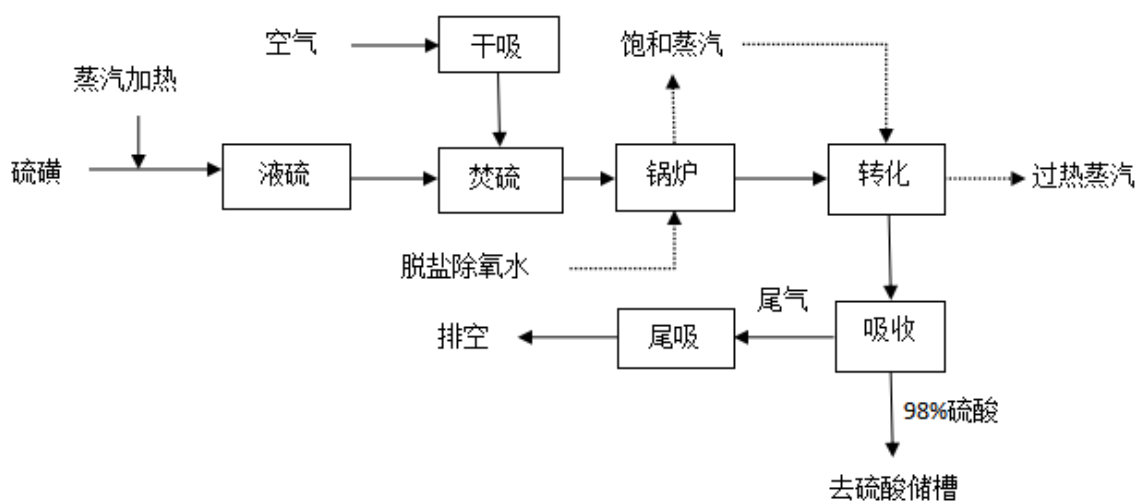 空气
干吸
饱和蒸汽
蒸汽加热
硫磺
液硫
焚硫
锅炉
转化
过热蒸汽
脱盐除氧水
尾气
排空
尾吸
吸收
98%硫酸
去硫酸储槽